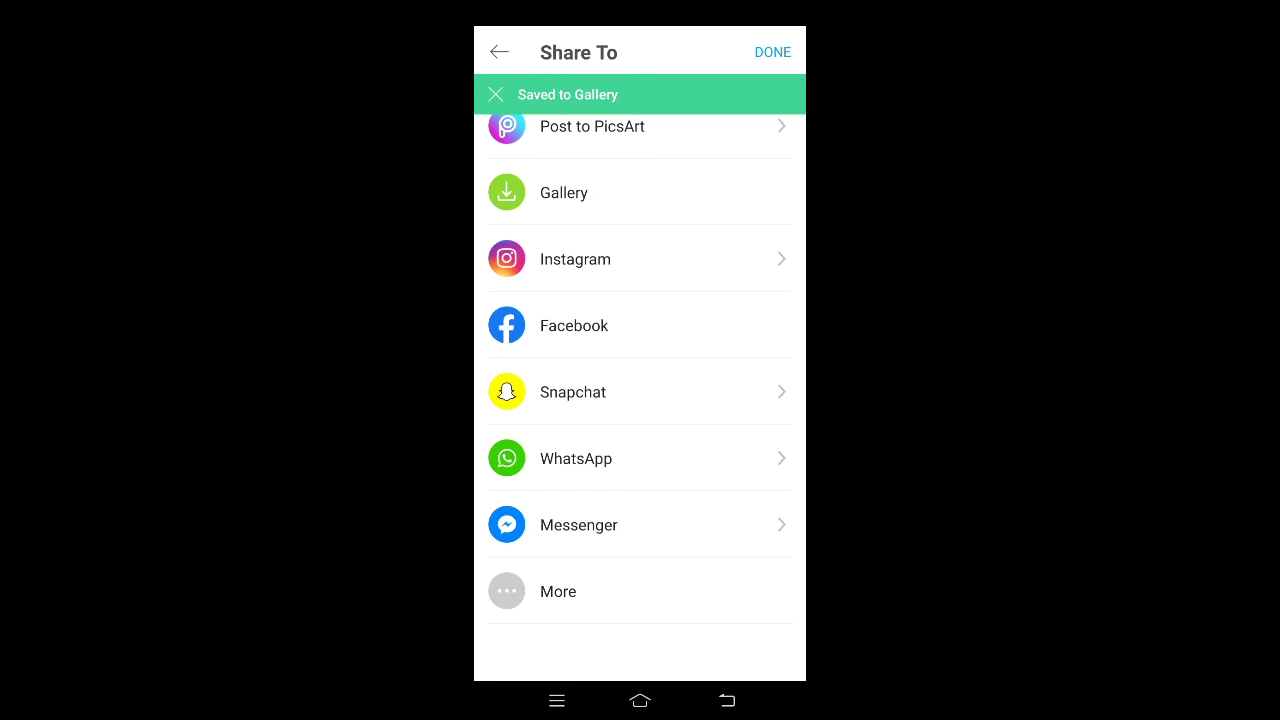 Share To
DONE
Saved to Gallery
Post to PicsArt
Gallery
Instagram
Facebook
Snapchat
WhatsApp
Messenger
More